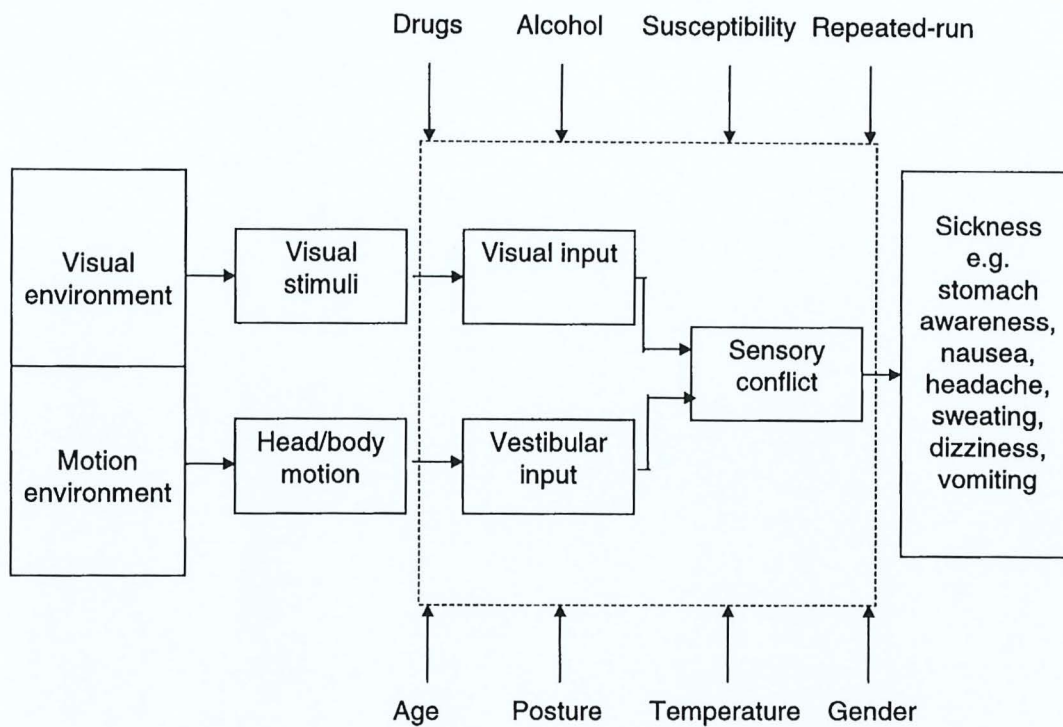 Drugs Alcohol Susceptibility Repeated-run
Visual
environment
Motion
environment
Visual
stimuli
Head/body
motion
Visual input
Vestibular
input
Sensory
conflict
Sickness
e.g.
stomach
awareness,
nausea,
headache,
sweating,
dizziness,
vomiting
Age Posture Temperature Gender